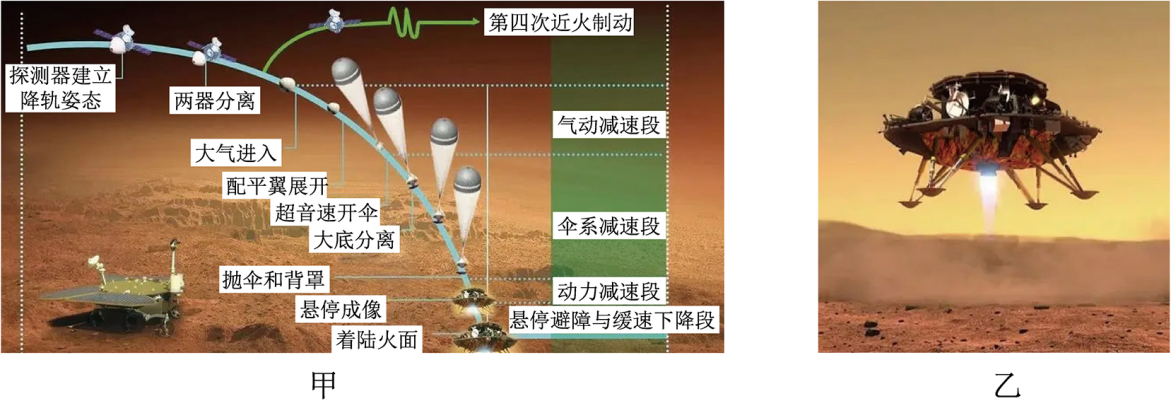 第四次近火制动
探测器建立
降轨姿态
两器分离
气动减速段
大气进入
配平翼展开
超音速开伞
大底分离
伞系减速段
抛伞和背罩
动力减速段
悬停成像
悬停避障与缓速下降段
着陆火面
甲
乙